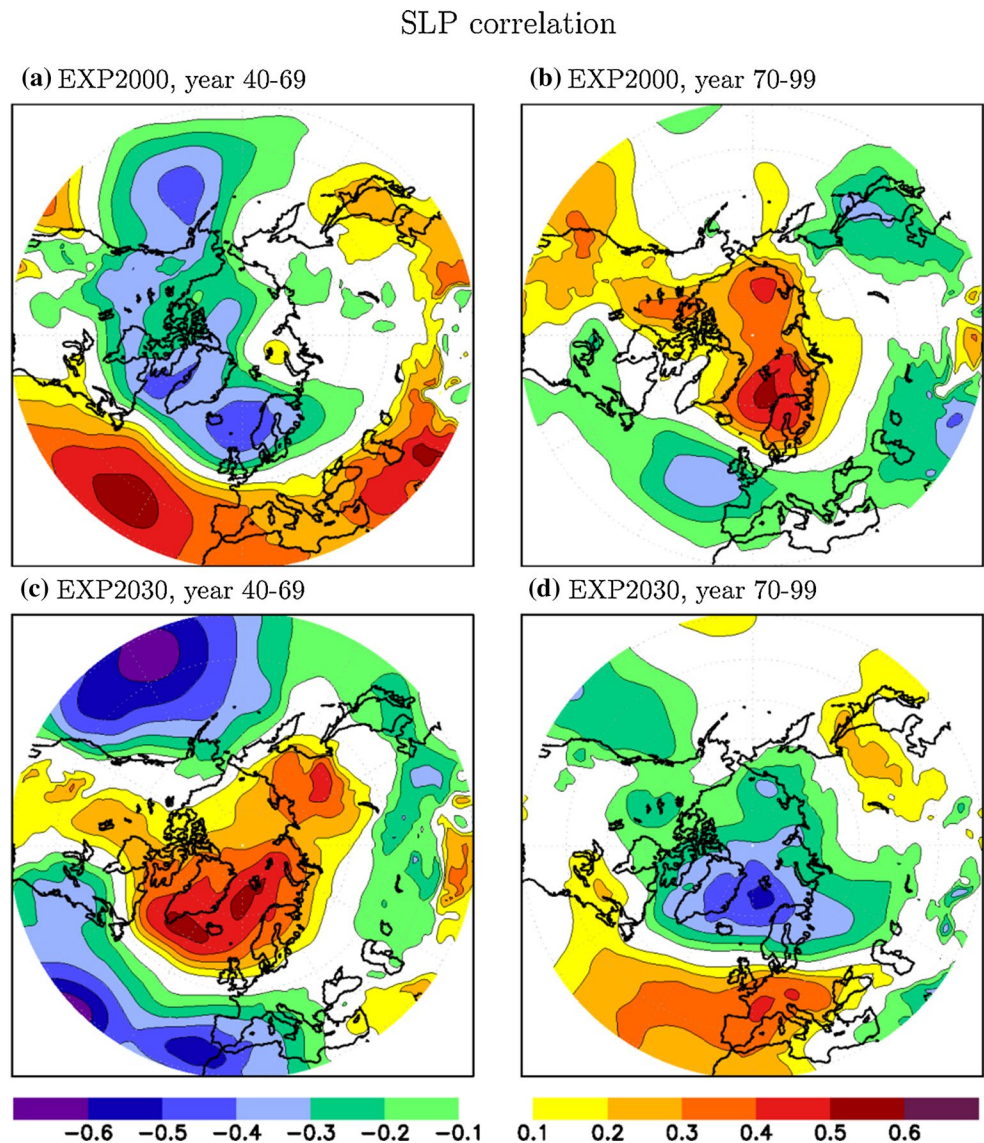 SLP correlation
(a) EXP2000, year 40-69
(b) EXP2000, year 70-99
(c) EXP2030, year 40-69
(d) EXP2030, year 70-99
−0.6 −0.5 −0.4 −0.3 −0.2 −0.1 0.1 0.2 0.3 0.4 0.5 0.6